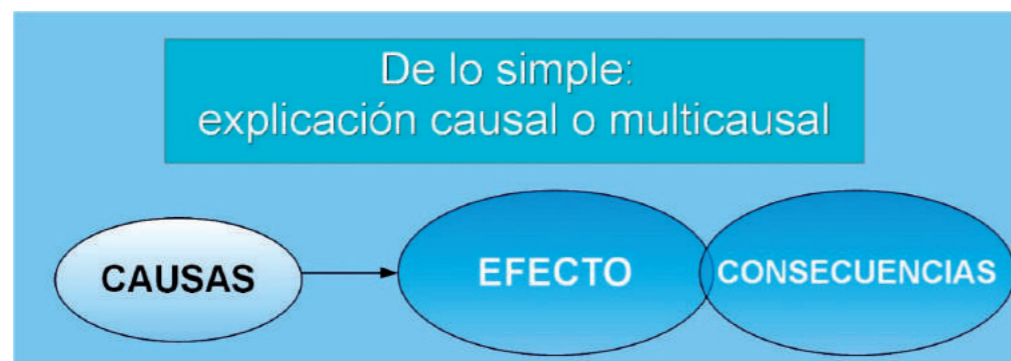 De lo simple:
explicación causal o multicausal
CAUSAS
EFECTO
CONSECUENCIAS